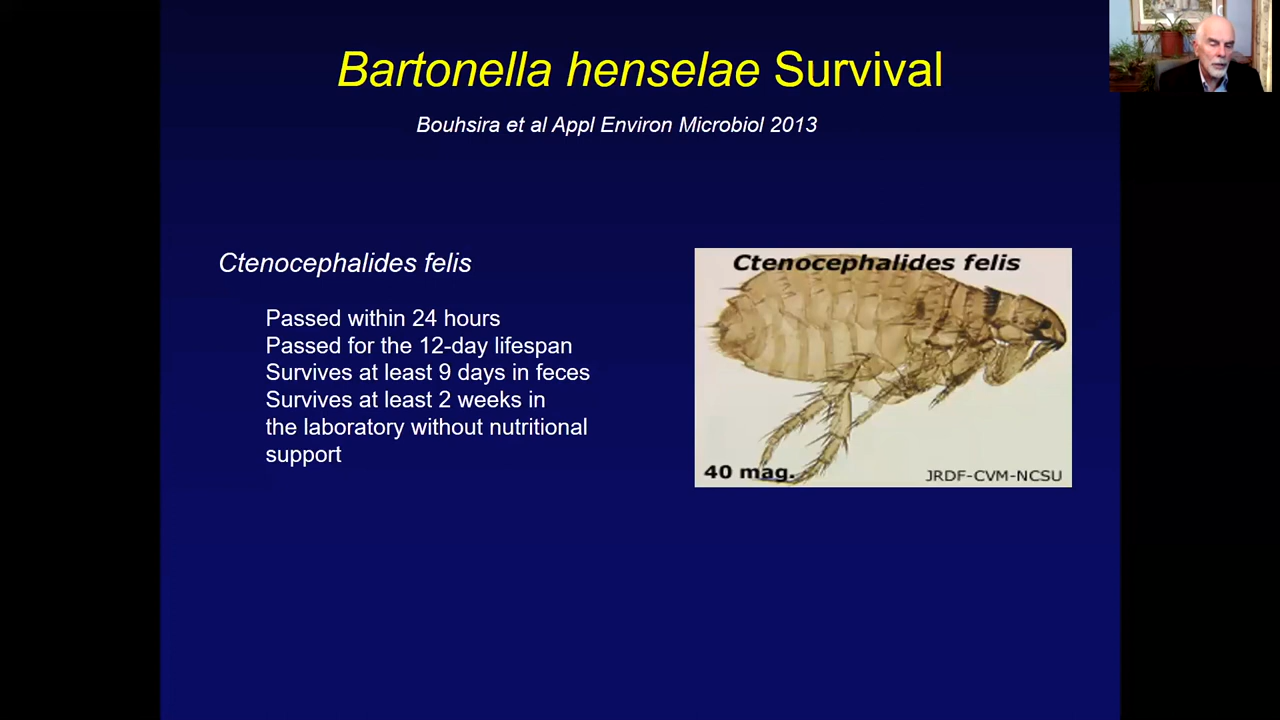 Bartonella henselae Survival
Bouhsira et al Appl Environ Microbiol 2013
Ctenocephalides felis
Passed within 24 hours
Passed for the 12-day lifespan
Survives at least 9 days in feces
Survives at least 2 weeks in
the laboratory without nutritional
support
Ctenocephalides felis
40 mag.
JRDF-CVM-NCSU